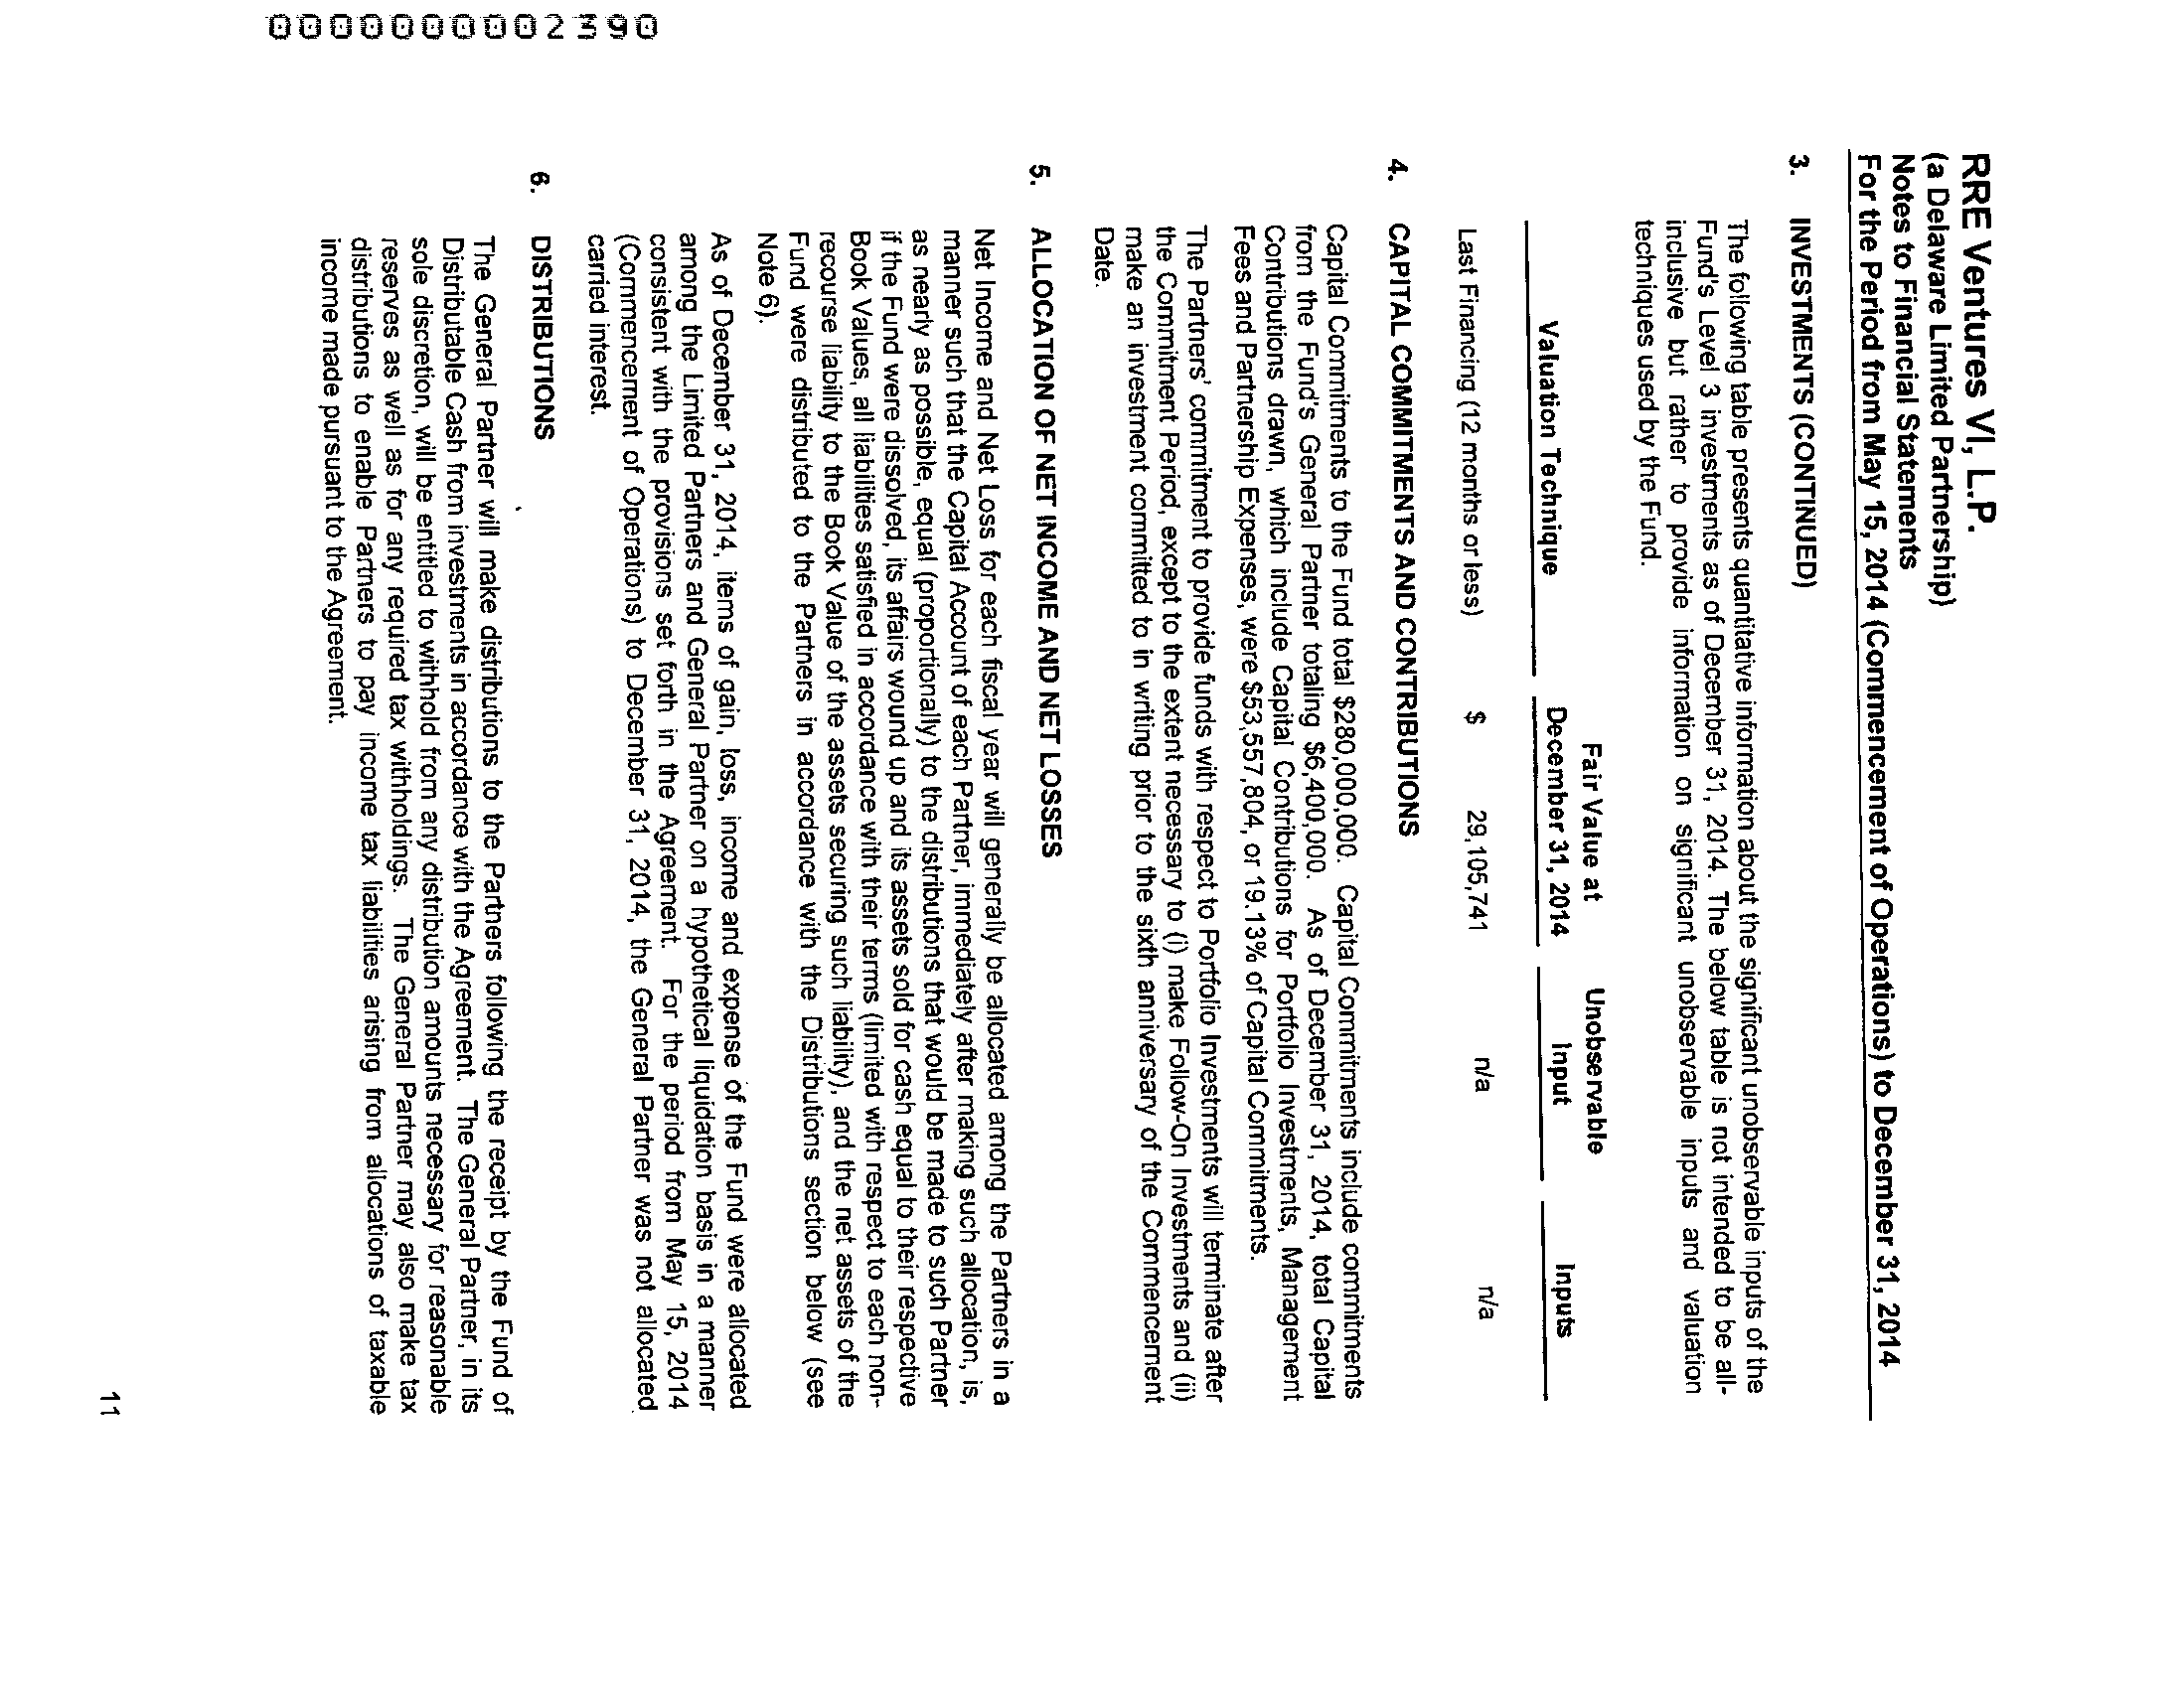 RRE Ventures VI, L.P.
(a Delaware Limited Partnership)
Notes to Financial Statements
For the Period from May 15, 2014 (Commencement of Operations) to December 31, 2014
3. INVESTMENTS (CONTINUED)
The following table presents quantitative information about the significant unobservable inputs of the
Fund's Level 3 investments as of December 31, 2014. The below table is not intended to be all-
inclusive but rather to provide information on significant unobservable inputs and valuation
techniques used by the Fund.
Fair Value at Unobservable
Valuation Technique December 31, 2014 Input Inputs
Last Financing (12 months or less) $ 29,105,741 n/a n/a
4. CAPITAL COMMITMENTS AND CONTRIBUTIONS
Capital Commitments to the Fund total $280,000,000. Capital Commitments include commitments
from the Fund's General Partner totaling $6,400,000. As of December 31, 2014, total Capital
Contributions drawn, which include Capital Contributions for Portfolio Investments, Management
Fees and Partnership Expenses, were $53,557,804, or 19.13% of Capital Commitments.
The Partners' commitment to provide funds with respect to Portfolio Investments will terminate after
the Commitment Period, except to the extent necessary to (i) make Follow-On Investments and (ii)
make an investment committed to in writing prior to the sixth anniversary of the Commencement
Date.
5. ALLOCATION OF NET INCOME AND NET LOSSES
Net Income and Net Loss for each fiscal year will generally be allocated among the Partners in a
manner such that the Capital Account of each Partner, immediately after making such allocation, is,
as nearly as possible, equal (proportionally) to the distributions that would be made to such Partner
if the Fund were dissolved, its affairs wound up and its assets sold for cash equal to their respective
Book Values, all liabilities satisfied in accordance with their terms (limited with respect to each non-
recourse liability to the Book Value of the assets securing such liability), and the net assets of the
Fund were distributed to the Partners in accordance with the Distributions section below (see
Note 6).
As of December 31, 2014, items of gain, loss, income and expense of the Fund were allocated
among the Limited Partners and General Partner on a hypothetical liquidation basis in a manner
consistent with the provisions set forth in the Agreement. For the period from May 15, 2014
(Commencement of Operations) to December 31, 2014, the General Partner was not allocated
carried interest.
6. DISTRIBUTIONS
The General Partner will make distributions to the Partners following the receipt by the Fund of
Distributable Cash from investments in accordance with the Agreement. The General Partner, in its
sole discretion, will be entitled to withhold from any distribution amounts necessary for reasonable
reserves as well as for any required tax withholdings. The General Partner may also make tax
distributions to enable Partners to pay income tax liabilities arising from allocations of taxable
income made pursuant to the Agreement.
11
0000000002390